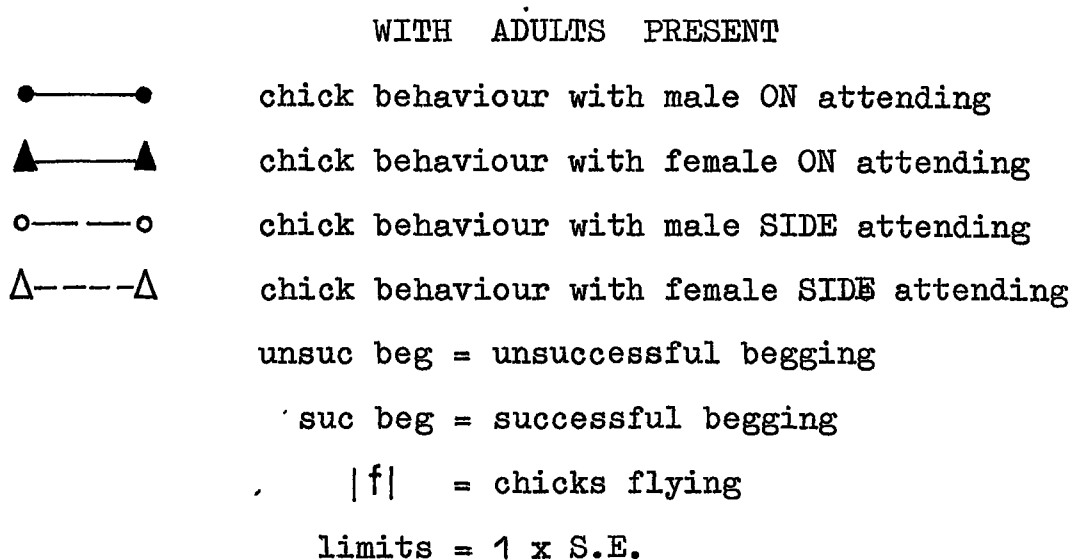 WITH ADULTS PRESENT
chick behaviour with male ON attending
chick behaviour with female ON attending
chick behaviour with male SIDE attending
chick behaviour with female SIDE attending
unsuc beg = unsuccessful begging
suc beg = successful begging
|f| = chicks flying
limits = 1 x S.E.